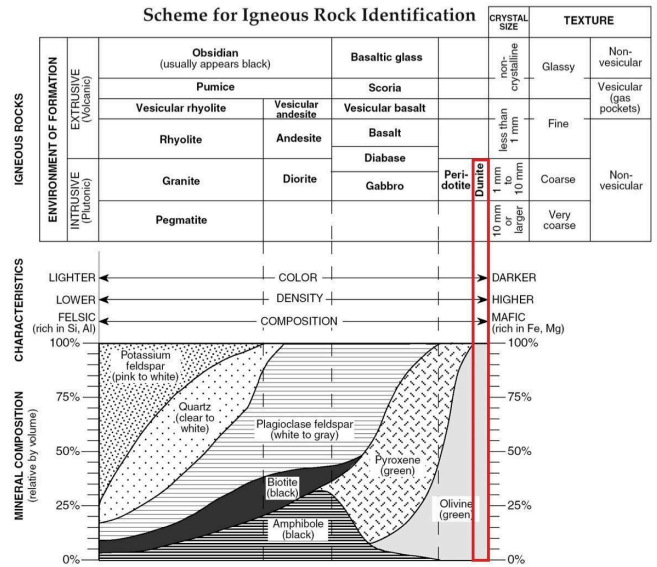 Scheme for Igneous Rock Identification
CRYSTAL
SIZE
TEXTURE
IGNEOUS ROCKS
ENVIRONMENT OF FORMATION
EXTRUSIVE
(Volcanic)
INTRUSIVE
(Plutonic)
Obsidian
(usually appears black)
Basaltic glass
Pumice
Scoria
Vesicular rhyolite
Vesicular
andesite
Vesicular basalt
Rhyolite
Andesite
Basalt
Diabase
Granite
Diorite
Gabbro
Peri-
dotite
Dunite
Pegmatite
non-
crystalline
less than
1 mm
1 mm
to
10 mm
10 mm
or
larger
Glassy
Fine
Coarse
Very
coarse
Non-
vesicular
Vesicular
(gas
pockets)
Non-
vesicular
CHARACTERISTICS
LIGHTER
COLOR
DARKER
LOWER
DENSITY
HIGHER
FELSIC
(rich in Si, Al)
COMPOSITION
MAFIC
(rich in Fe, Mg)
MINERAL COMPOSITION
(relative by volume)
100%
75%
50%
25%
0%
Potassium
feldspar
(pink to white)
Quartz
(clear to
white)
Plagioclase feldspar
(white to gray)
Biotite
(black)
Amphibole
(black)
Pyroxene
(green)
Olivine
(green)
100%
75%
50%
25%
0%